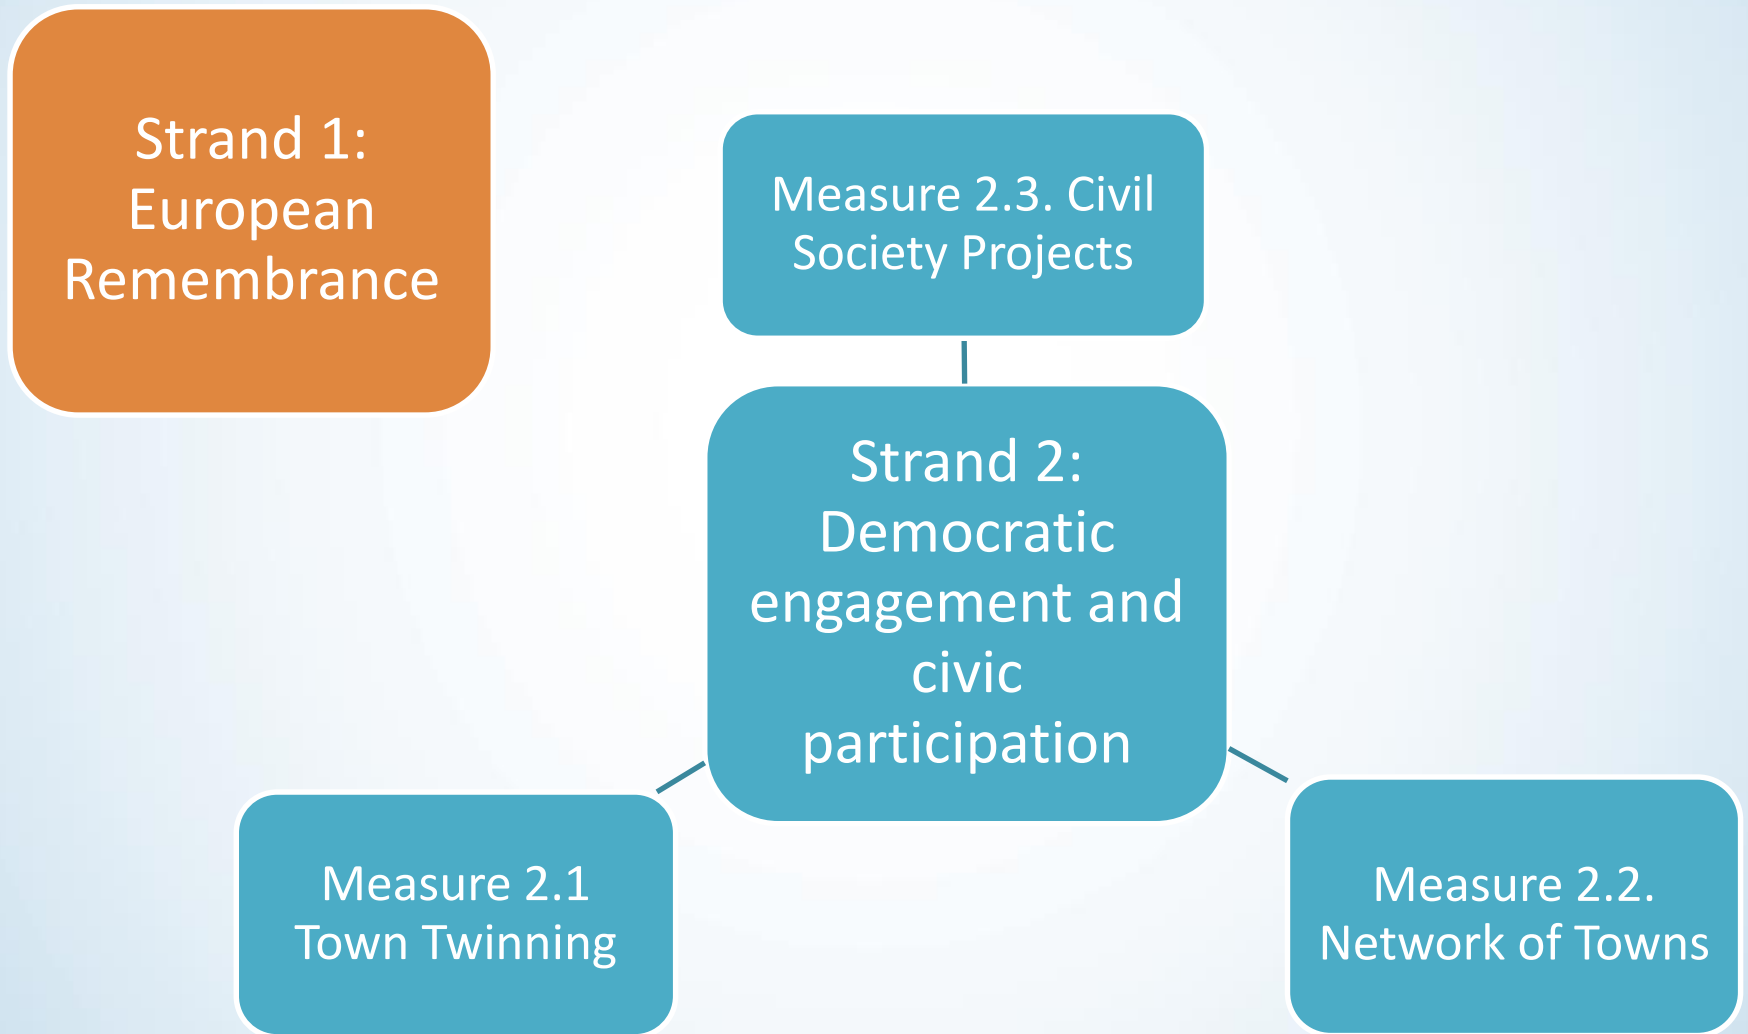 Strand 1:
European
Remembrance
Measure 2.3. Civil
Society Projects
Strand 2:
Democratic
engagement and
civic
participation
Measure 2.1
Town Twinning
Measure 2.2.
Network of Towns